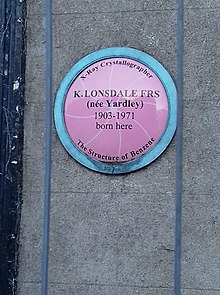 X-Ray Crystallographer
K.LONSDALE FRS
(née Yardley)
1903-1971
born here
The Structure of Benzene